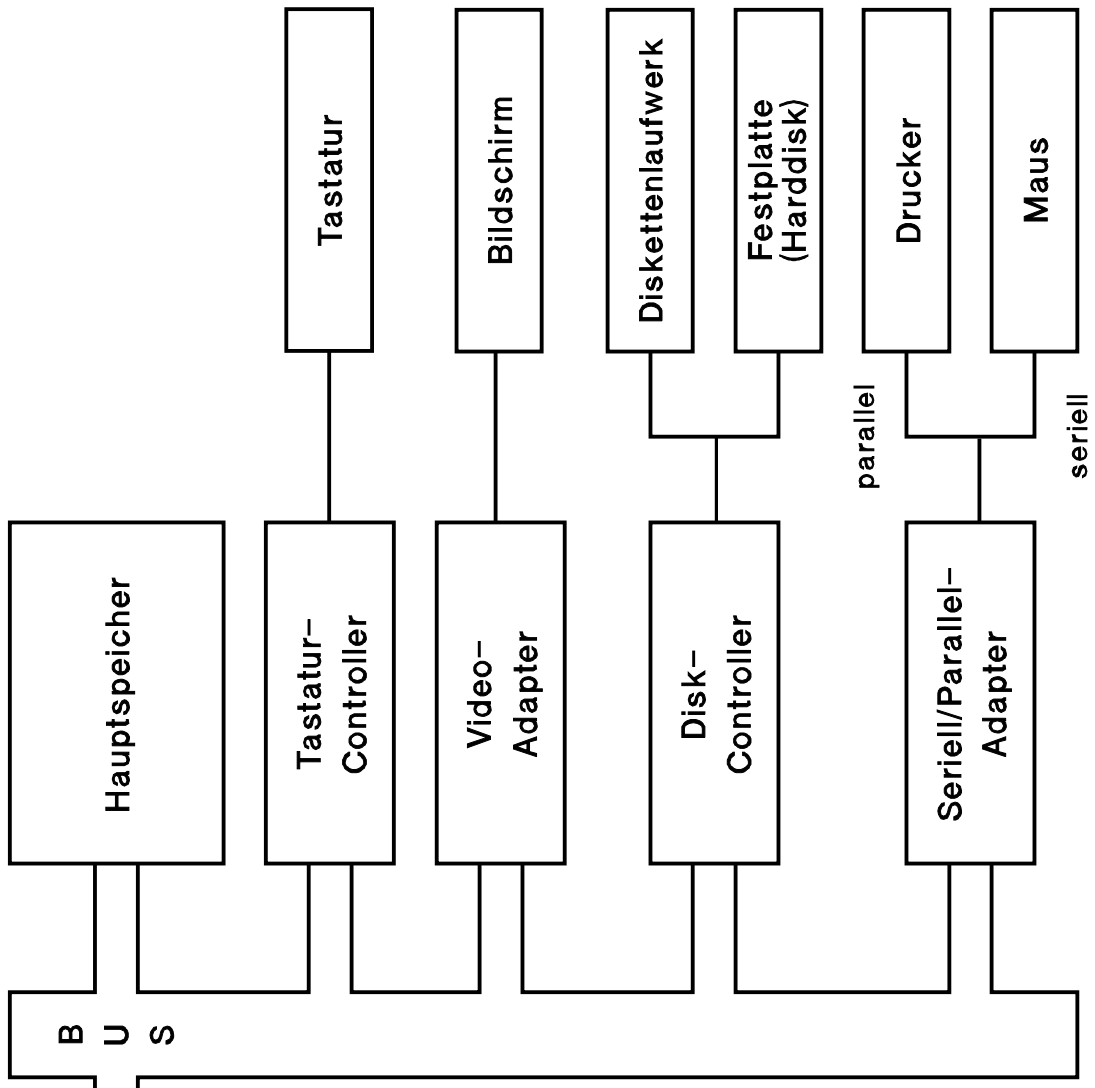 B
U
S
Hauptspeicher
Tastatur–
Controller
Tastatur
Video–
Adapter
Bildschirm
Disk–
Controller
Diskettenlaufwerk
Festplatte
(Harddisk)
Seriell/Parallel–
Adapter
parallel
Drucker
seriell
Maus